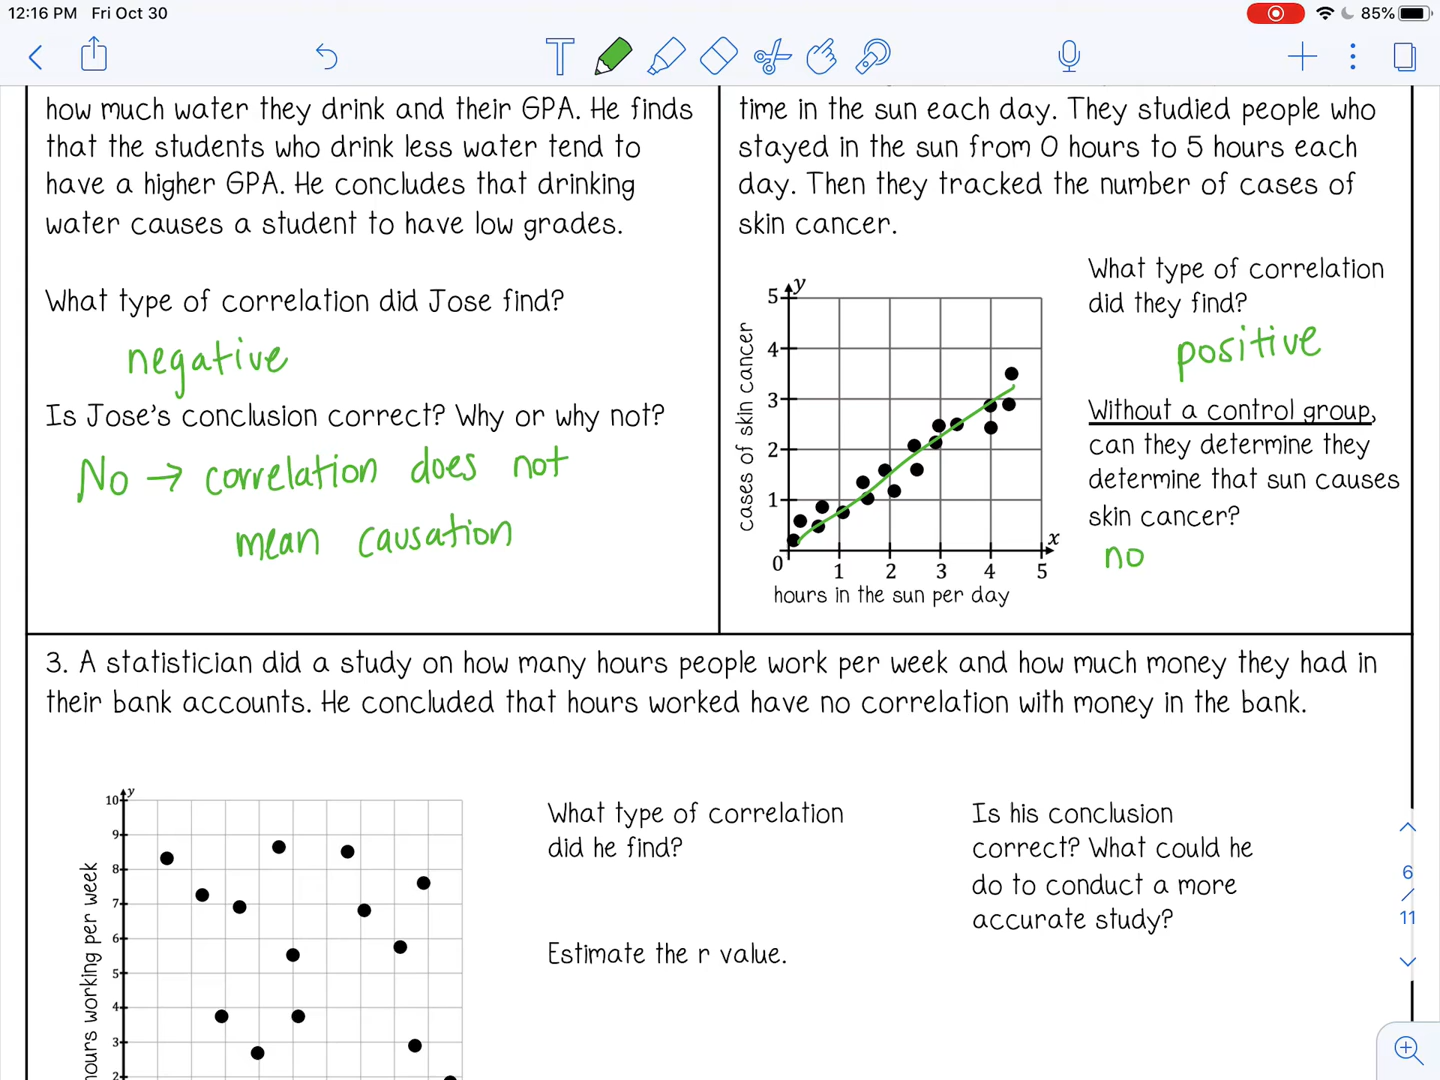 12:16 PM Fri Oct 30
85%
how much water they drink and their GPA. He finds
that the students who drink less water tend to
have a higher GPA. He concludes that drinking
water causes a student to have low grades.
What type of correlation did Jose find?
negative
Is Jose's conclusion correct? Why or why not?
No → correlation does not
mean causation
time in the sun each day. They studied people who
stayed in the sun from 0 hours to 5 hours each
day. Then they tracked the number of cases of
skin cancer.
y
5
4
3
2
1
0
1 2 3 4 5
x
cases of skin cancer
hours in the sun per day
What type of correlation
did they find?
positive
Without a control group,
can they determine they
determine that sun causes
skin cancer?
no
3. A statistician did a study on how many hours people work per week and how much money they had in
their bank accounts. He concluded that hours worked have no correlation with money in the bank.
y
10
9
8
7
6
5
4
3
2
hours working per week
What type of correlation
did he find?
Estimate the r value.
Is his conclusion
correct? What could he
do to conduct a more
accurate study?
6
/
11